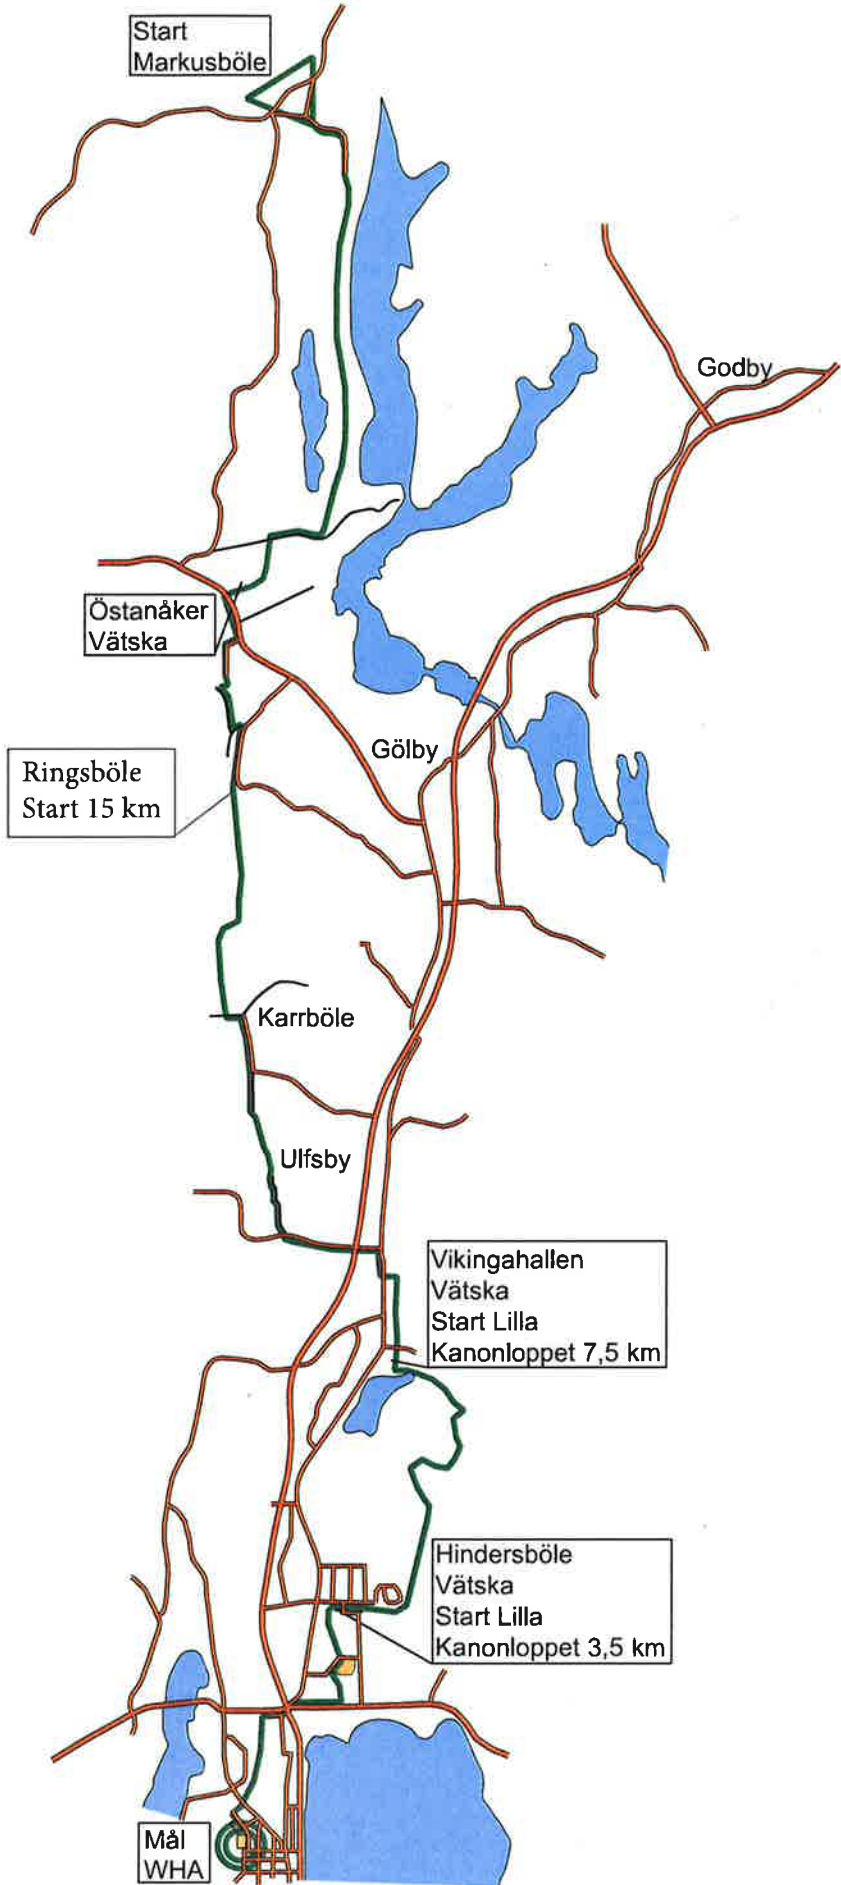 Start
Markusböle
Godby
Östanåker
Vätska
Gölby
Ringsböle
Start 15 km
Karrböle
Ulfsby
Vikingahallen
Vätska
Start Lilla
Kanonloppet 7,5 km
Hindersböle
Vätska
Start Lilla
Kanonloppet 3,5 km
Mål
WHA